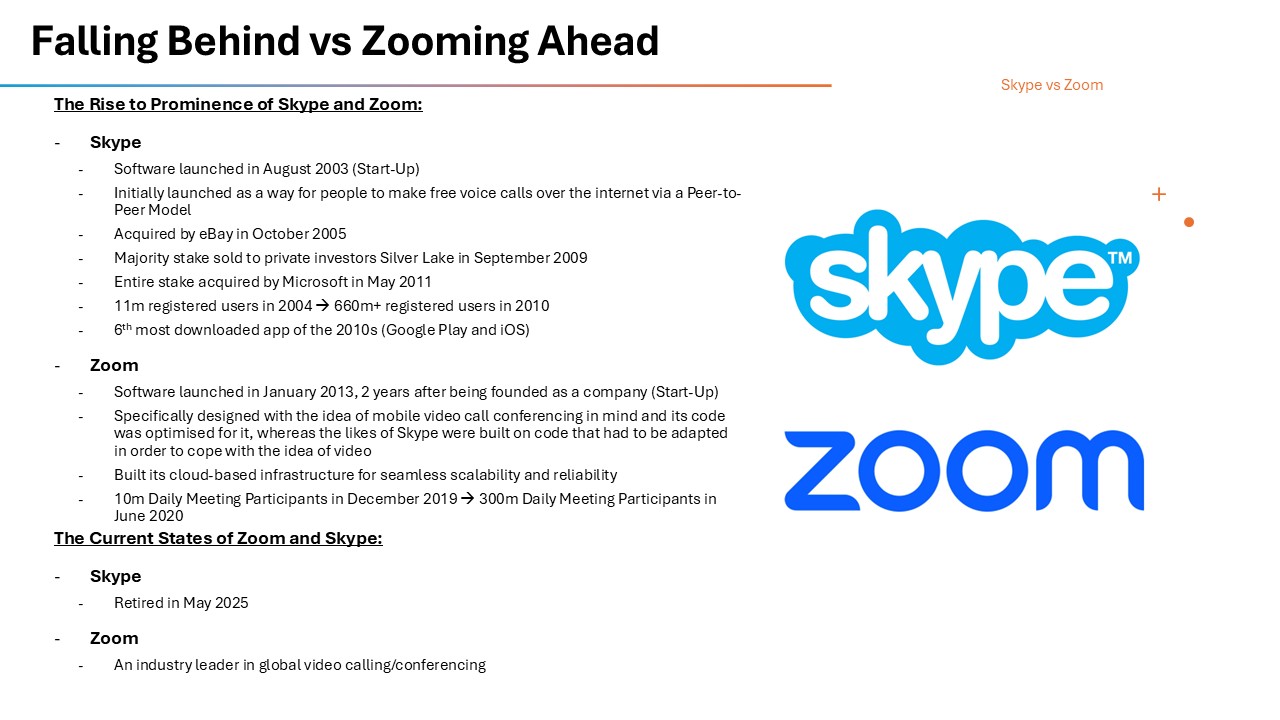 Falling Behind vs Zooming Ahead
Skype vs Zoom
The Rise to Prominence of Skype and Zoom:
- Skype
- Software launched in August 2003 (Start-Up)
- Initially launched as a way for people to make free voice calls over the internet via a Peer-to-
Peer Model
- Acquired by eBay in October 2005
- Majority stake sold to private investors Silver Lake in September 2009
- Entire stake acquired by Microsoft in May 2011
- 11m registered users in 2004 → 660m+ registered users in 2010
- 6th most downloaded app of the 2010s (Google Play and iOS)
- Zoom
- Software launched in January 2013, 2 years after being founded as a company (Start-Up)
- Specifically designed with the idea of mobile video call conferencing in mind and its code
was optimised for it, whereas the likes of Skype were built on code that had to be adapted
in order to cope with the idea of video
- Built its cloud-based infrastructure for seamless scalability and reliability
- 10m Daily Meeting Participants in December 2019 → 300m Daily Meeting Participants in
June 2020
The Current States of Zoom and Skype:
- Skype
- Retired in May 2025
- Zoom
- An industry leader in global video calling/conferencing
skype™
zoom